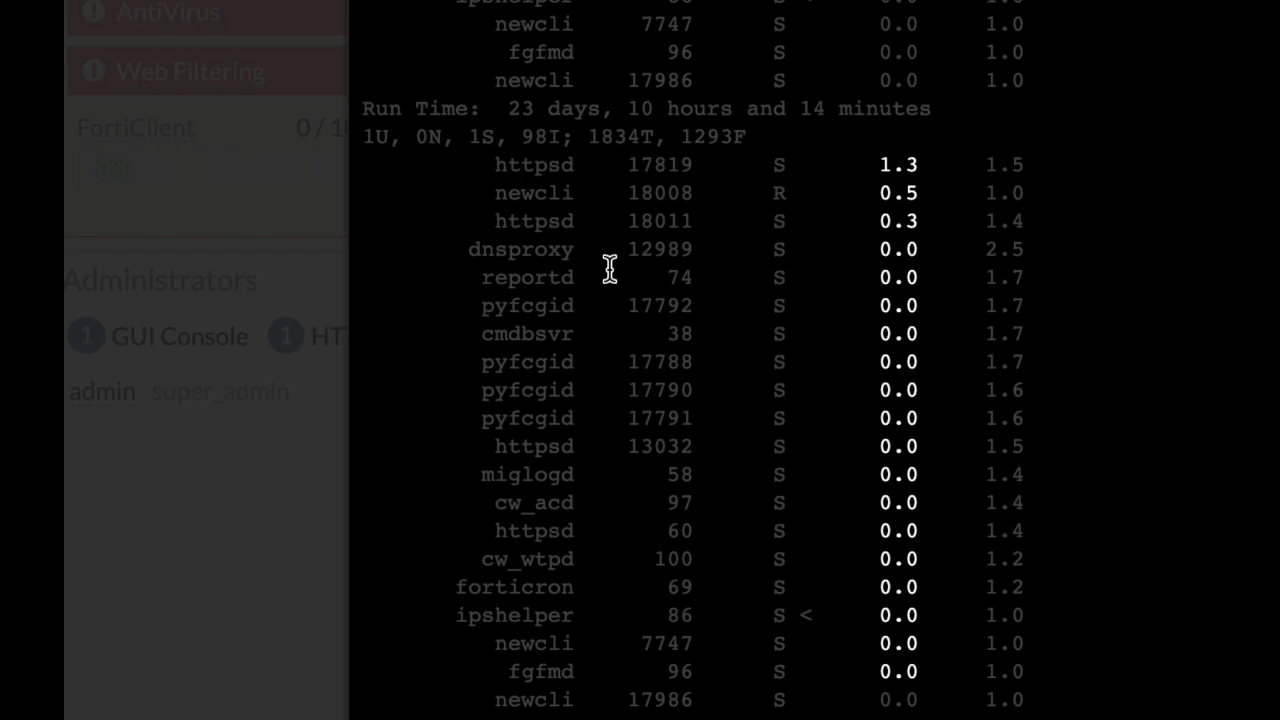 AntiVirus
Web Filtering
FortiClient 0 / 10
0%
Administrators
1 GUI Console 1 HT
admin super_admin
newcli 7747 S 0.0 1.0
fgfmd 96 S 0.0 1.0
newcli 17986 S 0.0 1.0
Run Time: 23 days, 10 hours and 14 minutes
1U, 0N, 1S, 98I; 1834T, 1293F
httpsd 17819 S 1.3 1.5
newcli 18008 R 0.5 1.0
httpsd 18011 S 0.3 1.4
dnsproxy 12989 S 0.0 2.5
reportd 74 S 0.0 1.7
pyfcgid 17792 S 0.0 1.7
cmdbsvr 38 S 0.0 1.7
pyfcgid 17788 S 0.0 1.7
pyfcgid 17790 S 0.0 1.6
pyfcgid 17791 S 0.0 1.6
httpsd 13032 S 0.0 1.5
miglogd 58 S 0.0 1.4
cw_acd 97 S 0.0 1.4
httpsd 60 S 0.0 1.4
cw_wtpd 100 S 0.0 1.2
forticron 69 S 0.0 1.2
ipshelper 86 S < 0.0 1.0
newcli 7747 S 0.0 1.0
fgfmd 96 S 0.0 1.0
newcli 17986 S 0.0 1.0